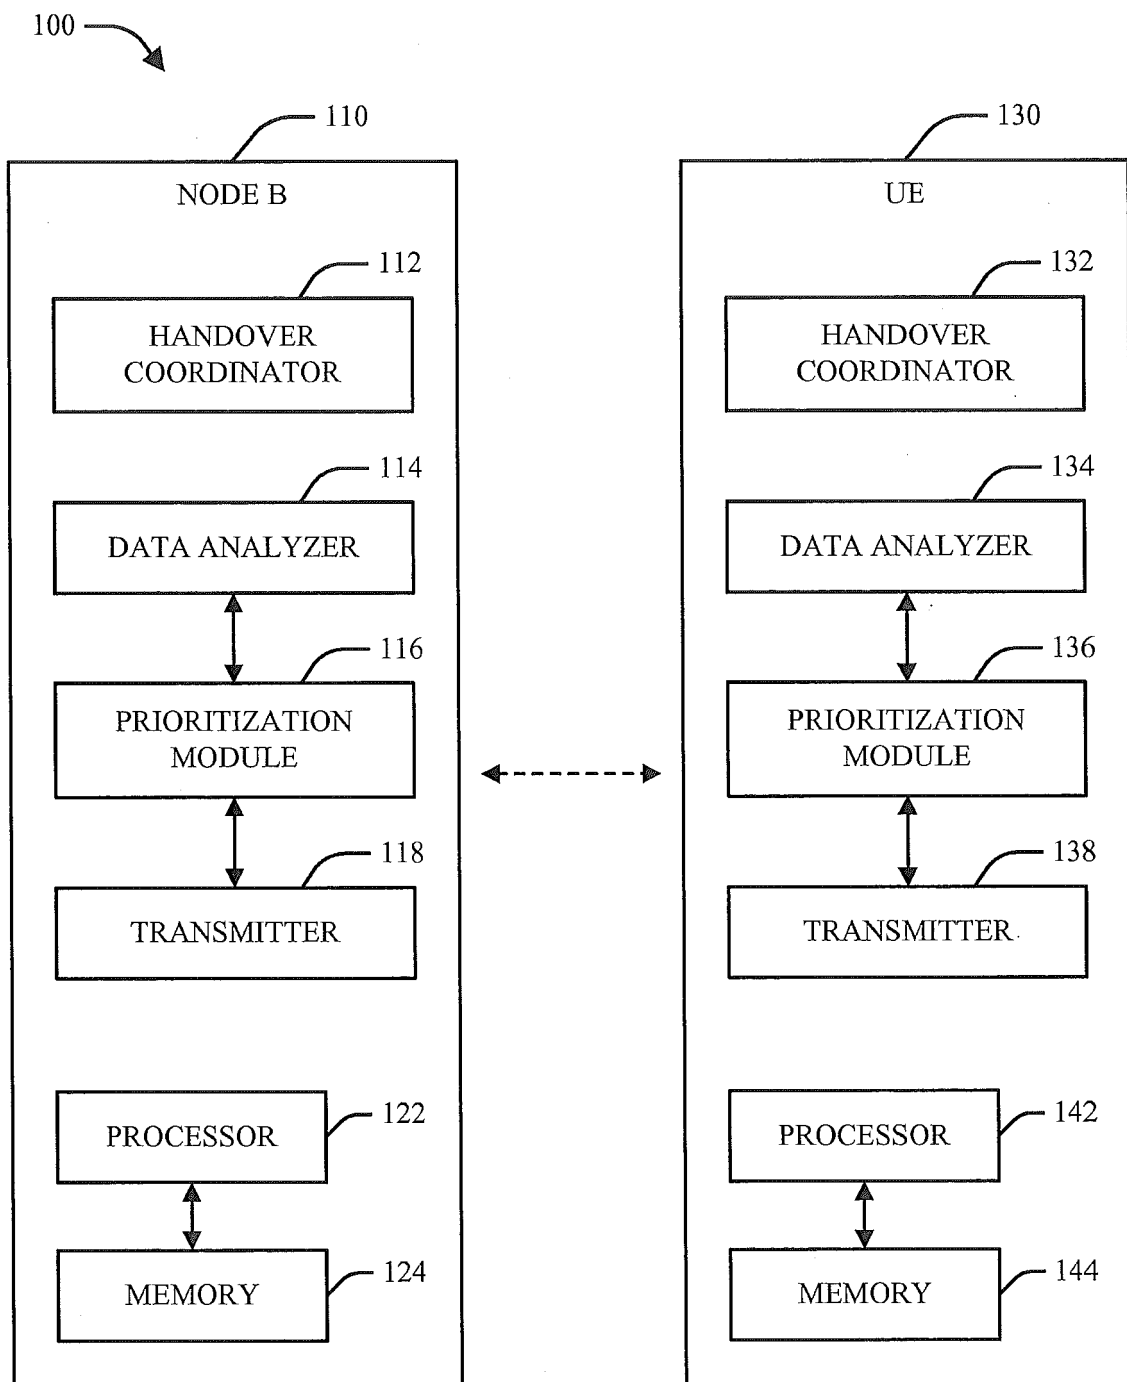 100
110
130
NODE B
UE
112
132
HANDOVER
COORDINATOR
HANDOVER
COORDINATOR
114
134
DATA ANALYZER
DATA ANALYZER
116
136
PRIORITIZATION
MODULE
PRIORITIZATION
MODULE
118
138
TRANSMITTER
TRANSMITTER
122
142
PROCESSOR
PROCESSOR
124
144
MEMORY
MEMORY